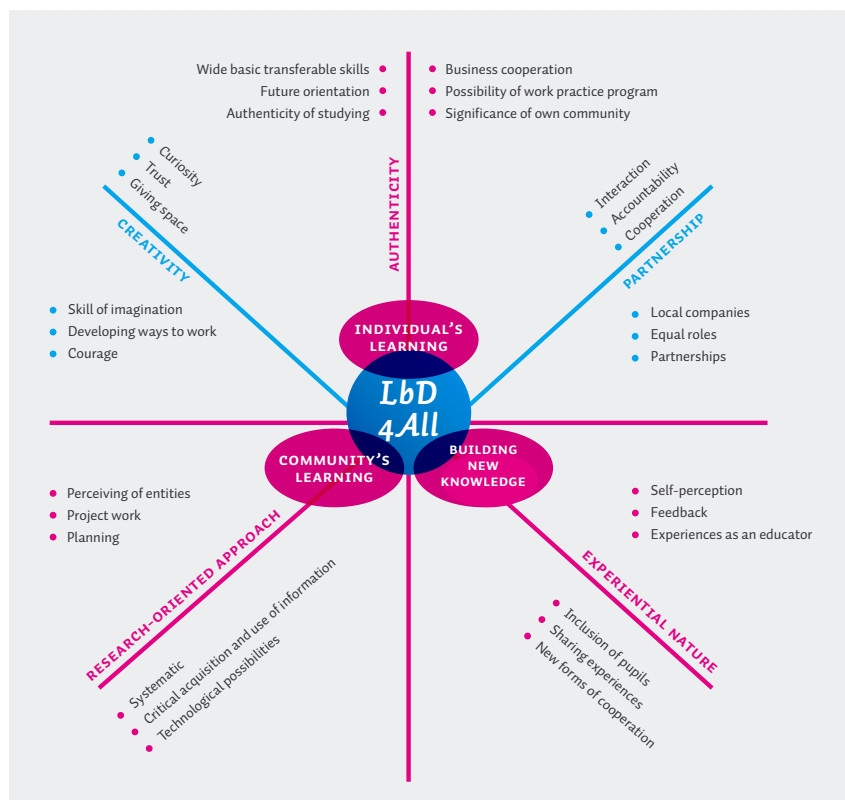 Wide basic transferable skills
Future orientation
Authenticity of studying
Business cooperation
Possibility of work practice program
Significance of own community
AUTHENTICITY
Curiosity
Trust
Giving space
CREATIVITY
Skill of imagination
Developing ways to work
Courage
Interaction
Accountability
Cooperation
PARTNERSHIP
Local companies
Equal roles
Partnerships
INDIVIDUAL'S
LEARNING
LbD
4All
COMMUNITY'S
LEARNING
BUILDING
NEW
KNOWLEDGE
Perceiving of entities
Project work
Planning
RESEARCH-ORIENTED APPROACH
Systematic
Critical acquisition and use of information
Technological possibilities
Self-perception
Feedback
Experiences as an educator
EXPERIENTIAL NATURE
Inclusion of pupils
Sharing experiences
New forms of cooperation